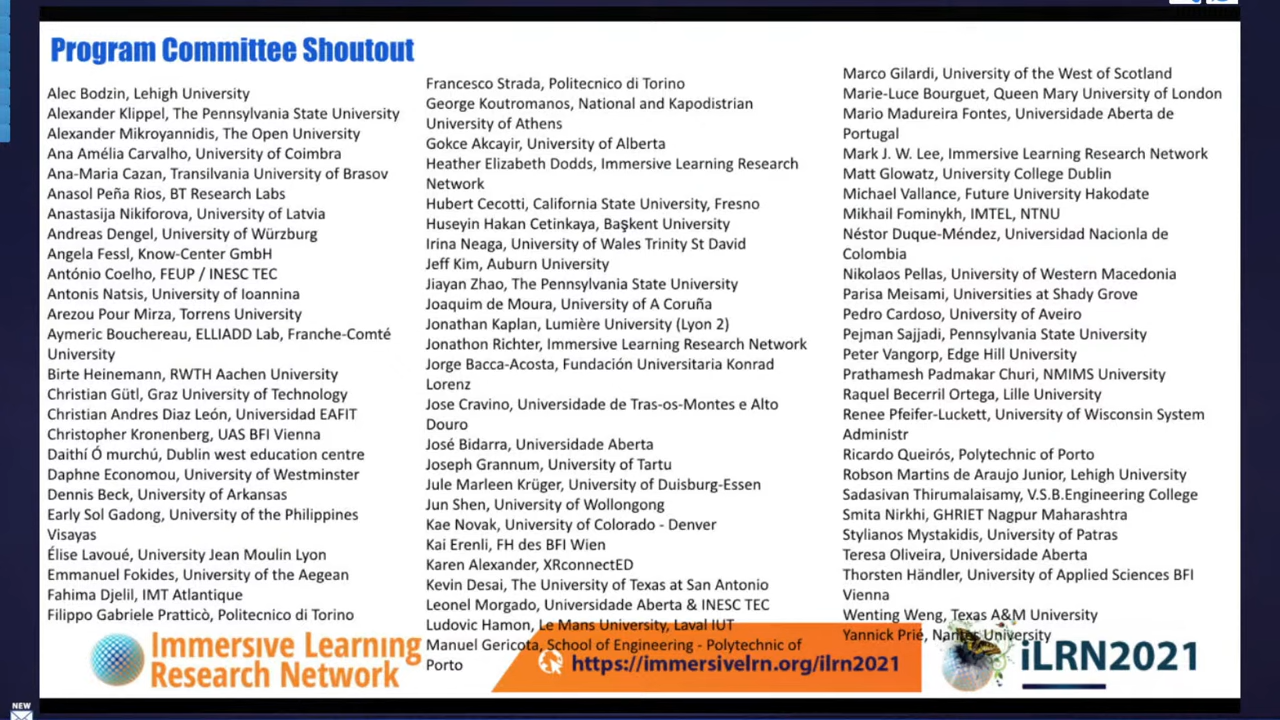 Program Committee Shoutout
Alec Bodzin, Lehigh University
Alexander Klippel, The Pennsylvania State University
Alexander Mikroyannidis, The Open University
Ana Amélia Carvalho, University of Coimbra
Ana-Maria Cazan, Transilvania University of Brasov
Anasol Peña Rios, BT Research Labs
Anastasija Nikiforova, University of Latvia
Andreas Dengel, University of Würzburg
Angela Fessl, Know-Center GmbH
António Coelho, FEUP / INESC TEC
Antonis Natsis, University of Ioannina
Arezou Pour Mirza, Torrens University
Aymeric Bouchereau, ELLIADD Lab, Franche-Comté
University
Birte Heinemann, RWTH Aachen University
Christian Gütl, Graz University of Technology
Christian Andres Diaz León, Universidad EAFIT
Christopher Kronenberg, UAS BFI Vienna
Daithí Ó murchú, Dublin west education centre
Daphne Economou, University of Westminster
Dennis Beck, University of Arkansas
Early Sol Gadong, University of the Philippines
Visayas
Élise Lavoué, University Jean Moulin Lyon
Emmanuel Fokides, University of the Aegean
Fahima Djelil, IMT Atlantique
Filippo Gabriele Pratticò, Politecnico di Torino
Francesco Strada, Politecnico di Torino
George Koutromanos, National and Kapodistrian
University of Athens
Gokce Akcayir, University of Alberta
Heather Elizabeth Dodds, Immersive Learning Research
Network
Hubert Cecotti, California State University, Fresno
Huseyin Hakan Cetinkaya, Başkent University
Irina Neaga, University of Wales Trinity St David
Jeff Kim, Auburn University
Jiayan Zhao, The Pennsylvania State University
Joaquim de Moura, University of A Coruña
Jonathan Kaplan, Lumière University (Lyon 2)
Jonathon Richter, Immersive Learning Research Network
Jorge Bacca-Acosta, Fundación Universitaria Konrad
Lorenz
Jose Cravino, Universidade de Tras-os-Montes e Alto
Douro
José Bidarra, Universidade Aberta
Joseph Grannum, University of Tartu
Jule Marleen Krüger, University of Duisburg-Essen
Jun Shen, University of Wollongong
Kae Novak, University of Colorado - Denver
Kai Erenli, FH des BFI Wien
Karen Alexander, XRconnectED
Kevin Desai, The University of Texas at San Antonio
Leonel Morgado, Universidade Aberta & INESC TEC
Ludovic Hamon, Le Mans University, Laval IUT
Manuel Gericota, School of Engineering - Polytechnic of
Porto
Marco Gilardi, University of the West of Scotland
Marie-Luce Bourguet, Queen Mary University of London
Mario Madureira Fontes, Universidade Aberta de
Portugal
Mark J. W. Lee, Immersive Learning Research Network
Matt Glowatz, University College Dublin
Michael Vallance, Future University Hakodate
Mikhail Fominykh, IMTEL, NTNU
Néstor Duque-Méndez, Universidad Nacionla de
Colombia
Nikolaos Pellas, University of Western Macedonia
Parisa Meisami, Universities at Shady Grove
Pedro Cardoso, University of Aveiro
Pejman Sajjadi, Pennsylvania State University
Peter Vangorp, Edge Hill University
Prathamesh Padmakar Churi, NMIMS University
Raquel Becerril Ortega, Lille University
Renee Pfeifer-Luckett, University of Wisconsin System
Administr
Ricardo Queirós, Polytechnic of Porto
Robson Martins de Araujo Junior, Lehigh University
Sadasivan Thirumalaisamy, V.S.B.Engineering College
Smita Nirkhi, GHRIET Nagpur Maharashtra
Stylianos Mystakidis, University of Patras
Teresa Oliveira, Universidade Aberta
Thorsten Händler, University of Applied Sciences BFI
Vienna
Wenting Weng, Texas A&M University
Yannick Prié, Nantes University
Immersive Learning
Research Network
https://immersivelrn.org/ilrn2021
iLRN2021
NEW